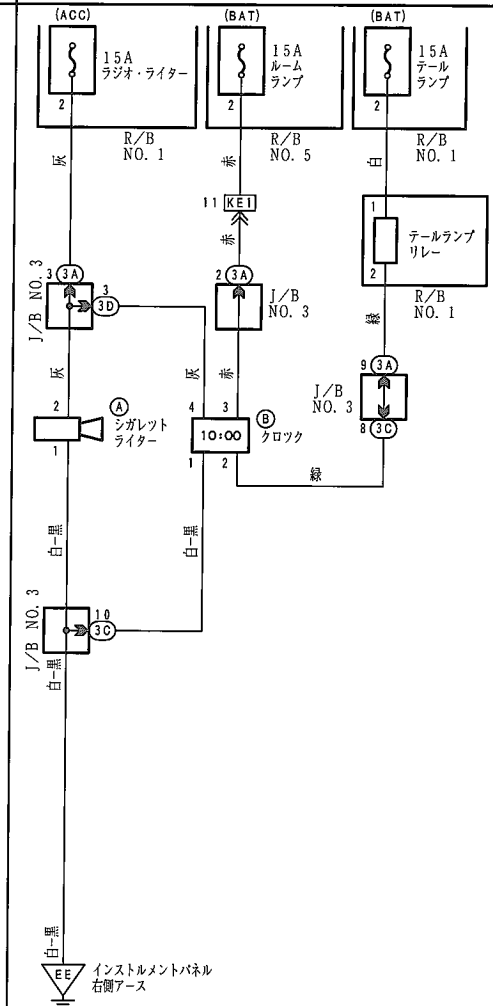 (ACC)
(BAT)
(BAT)
15A
ラジオ・ライター
2
R/B
NO. 1
15A
ルーム
ランプ
2
R/B
NO. 5
15A
テール
ランプ
2
R/B
NO. 1
灰
赤
白
11 KE1
赤
1
テールランプ
リレー
2
R/B
NO. 1
緑
3 3A
J/B NO. 3
3
3D
2 3A
J/B
NO. 3
9 3A
J/B
NO. 3
8 3C
灰
灰
赤
緑
2
A
シガレット
ライター
1
4 3
10:00
B
クロック
1 2
白-黒
白-黒
J/B NO. 3
10
3C
白-黒
白-黒
EE
インストルメントパネル
右側アース